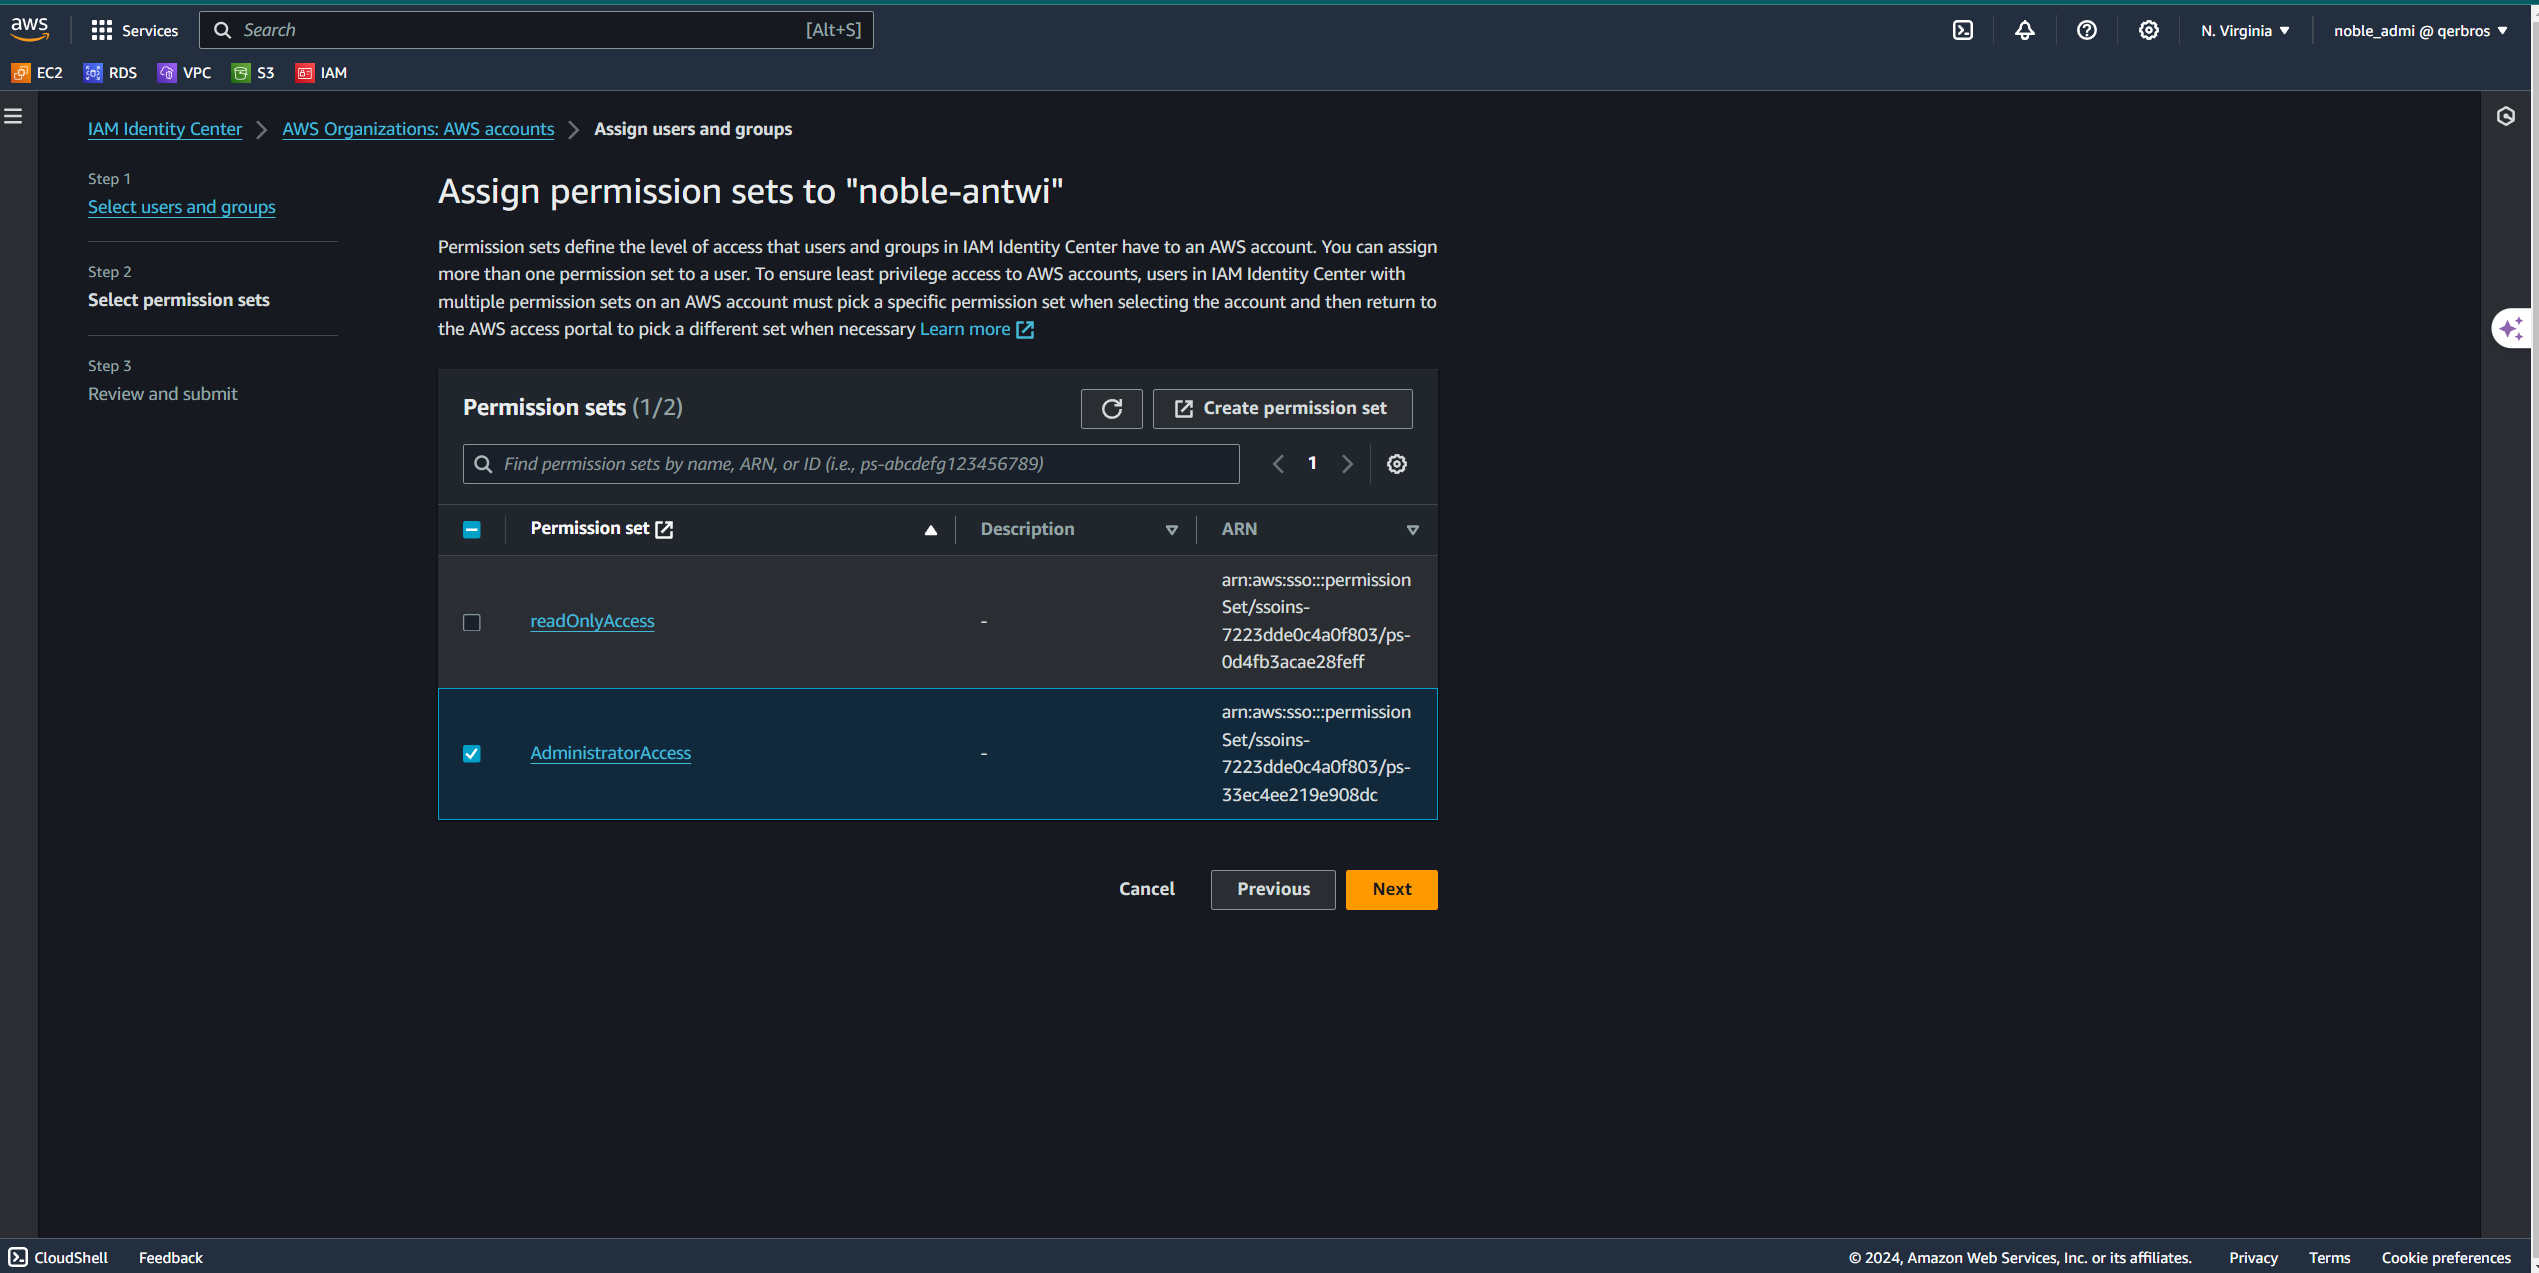 aws
Services
Search
[Alt+S]
N. Virginia
noble_admi @ qerbros
EC2
RDS
VPC
S3
IAM
IAM Identity Center
AWS Organizations: AWS accounts
Assign users and groups
Step 1
Select users and groups
Step 2
Select permission sets
Step 3
Review and submit
Assign permission sets to "noble-antwi"
Permission sets define the level of access that users and groups in IAM Identity Center have to an AWS account. You can assign
more than one permission set to a user. To ensure least privilege access to AWS accounts, users in IAM Identity Center with
multiple permission sets on an AWS account must pick a specific permission set when selecting the account and then return to
the AWS access portal to pick a different set when necessary Learn more
Permission sets (1/2)
Create permission set
Find permission sets by name, ARN, or ID (i.e., ps-abcdefg123456789)
1
Permission set
Description
ARN
readOnlyAccess
-
arn:aws:sso:::permission
Set/ssoins-
7223dde0c4a0f803/ps-
0d4fb3acae28feff
AdministratorAccess
-
arn:aws:sso:::permission
Set/ssoins-
7223dde0c4a0f803/ps-
33ec4ee219e908dc
Cancel
Previous
Next
CloudShell
Feedback
© 2024, Amazon Web Services, Inc. or its affiliates.
Privacy
Terms
Cookie preferences